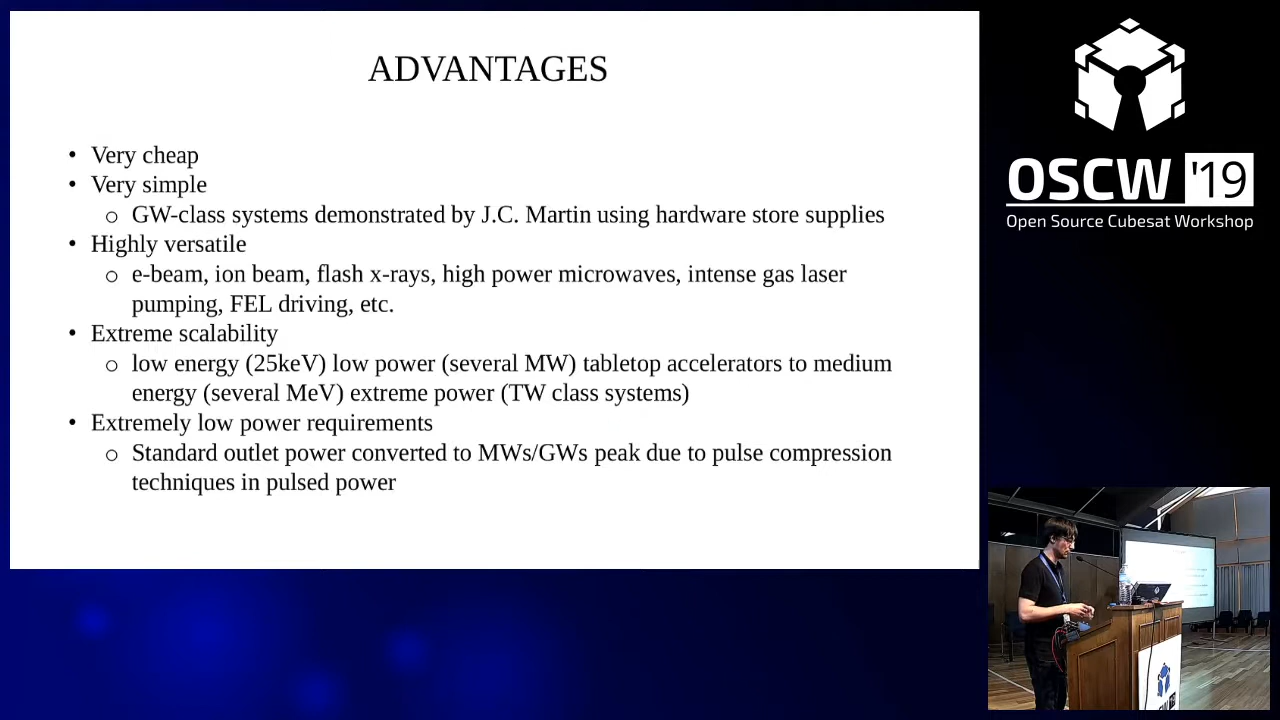 ADVANTAGES
• Very cheap
• Very simple
o GW-class systems demonstrated by J.C. Martin using hardware store supplies
• Highly versatile
o e-beam, ion beam, flash x-rays, high power microwaves, intense gas laser
pumping, FEL driving, etc.
• Extreme scalability
o low energy (25keV) low power (several MW) tabletop accelerators to medium
energy (several MeV) extreme power (TW class systems)
• Extremely low power requirements
o Standard outlet power converted to MWs/GWs peak due to pulse compression
techniques in pulsed power
OSCW '19
Open Source Cubesat Workshop